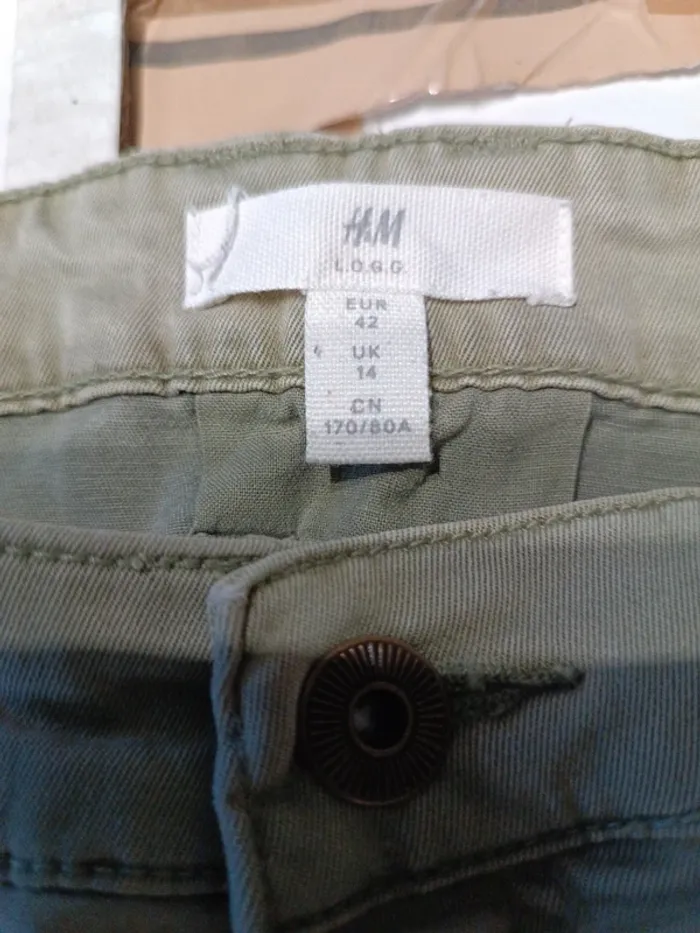 H&M
L.O.G.G.
EUR
42
UK
14
CN
170/80A